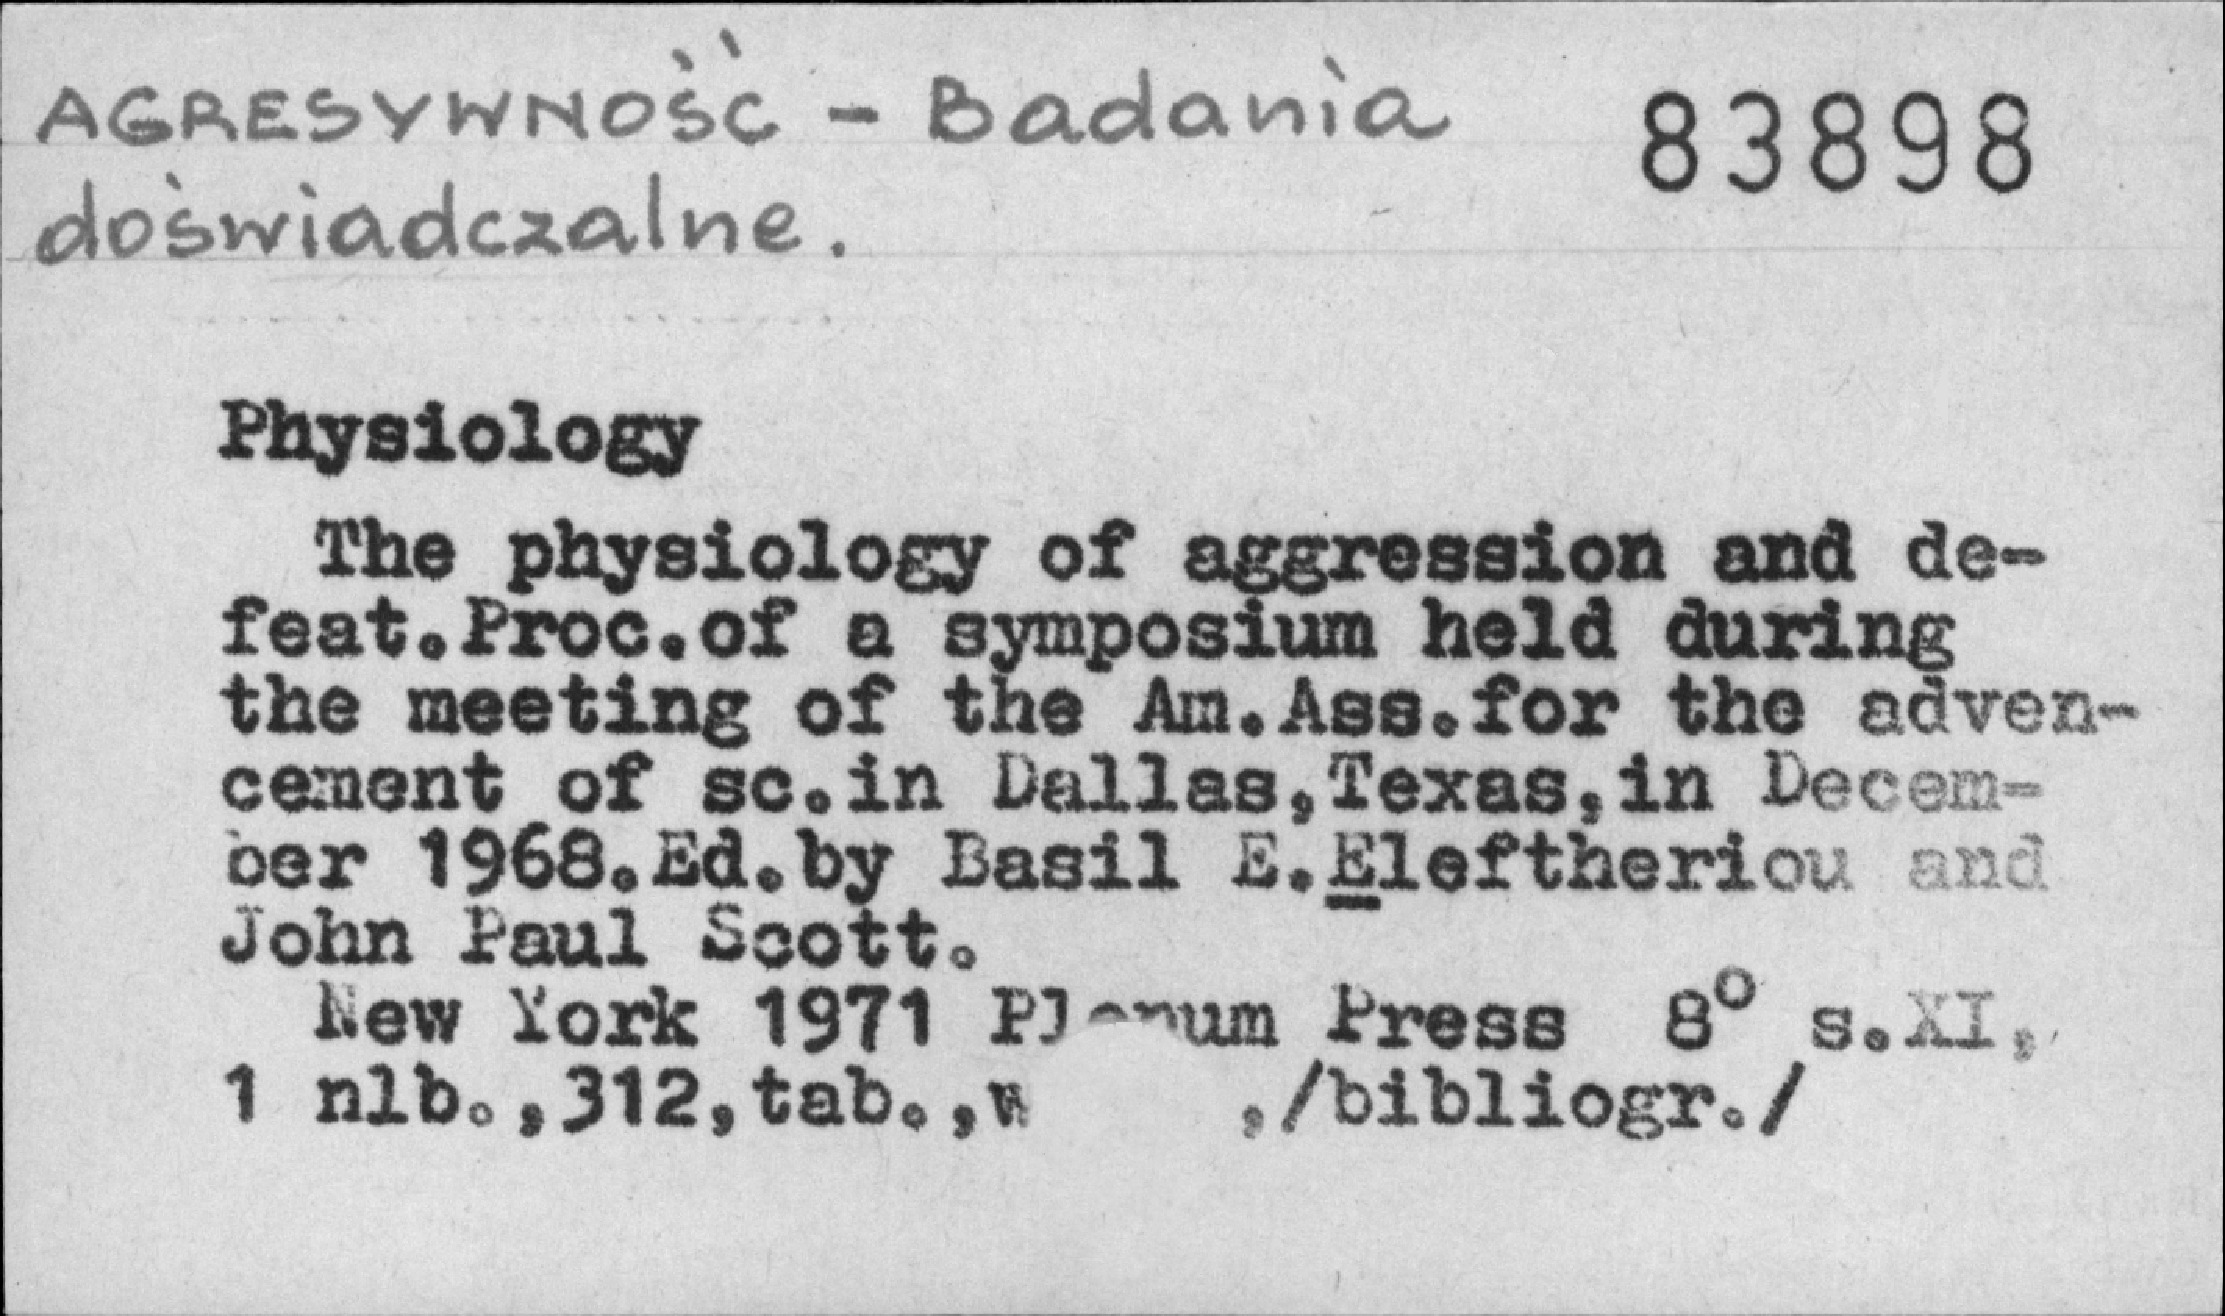 AGRESYWNOŚĆ - Badania 83898
doświadczalne.
Physiology
The physiology of aggression and de-
feat.Proc.of a symposium held during
the meeting of the Am.Ass.for the adven-
cement of sc.in Dallas,Texas,in Decem-
ber 1968.Ed.by Basil E.Eleftheriou and
John Paul Scott.
New York 1971 Plenum Press 8° s.XI,
1 nlb.,312,tab., ,/bibliogr./